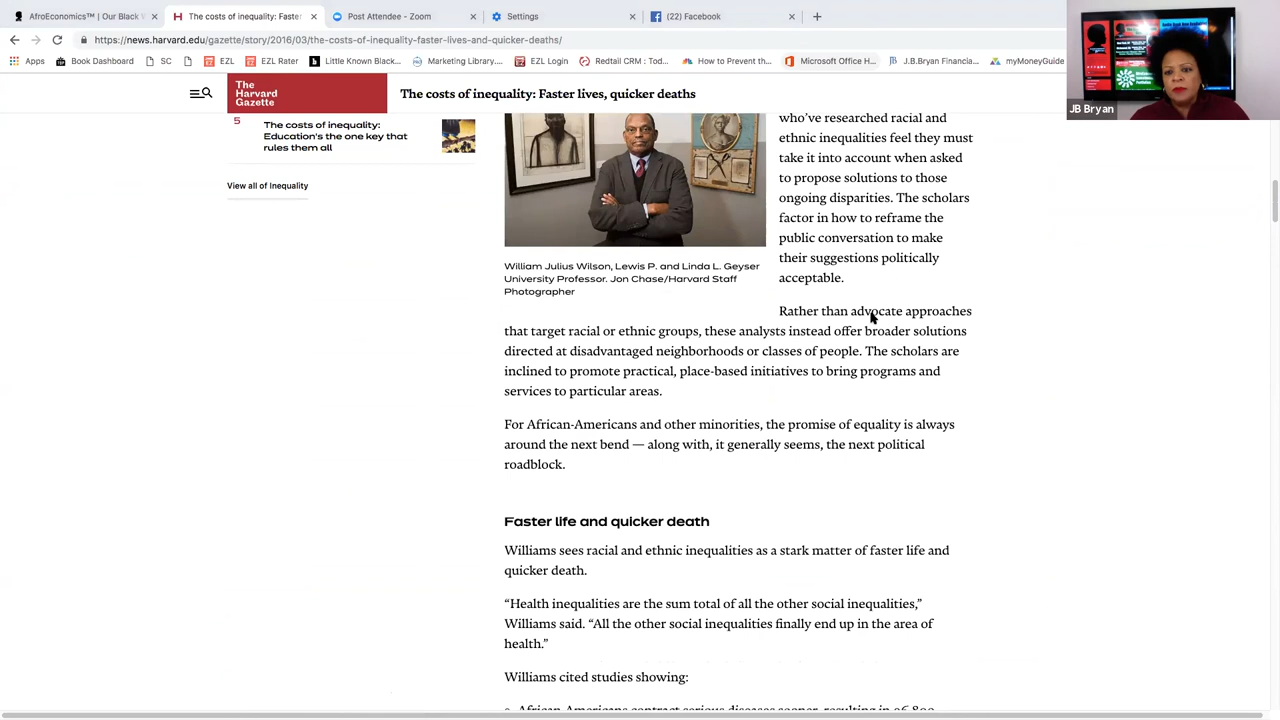 AfroEconomics™ | Our Black
The costs of inequality: Faster
Post Attendee - Zoom
Settings
(22) Facebook
https://news.harvard.edu/gazette/story/2016/03/the-costs-of-inequality-faster-lives-and-quicker-deaths/
Apps
Book Dashboard
SC
EZL
EZL Rater
Little Known Black...
Marketing Library....
EZL Login
Redtail CRM : Tod...
How to Prevent th...
Microsoft Office H...
J.B.Bryan Financia...
myMoneyGuide
JB Bryan
The
Harvard
Gazette
The costs of inequality: Faster lives, quicker deaths
5
The costs of inequality:
Education's the one key that
rules them all
View all of Inequality
William Julius Wilson, Lewis P. and Linda L. Geyser
University Professor. Jon Chase/Harvard Staff
Photographer
who've researched racial and
ethnic inequalities feel they must
take it into account when asked
to propose solutions to those
ongoing disparities. The scholars
factor in how to reframe the
public conversation to make
their suggestions politically
acceptable.
Rather than advocate approaches
that target racial or ethnic groups, these analysts instead offer broader solutions
directed at disadvantaged neighborhoods or classes of people. The scholars are
inclined to promote practical, place-based initiatives to bring programs and
services to particular areas.
For African-Americans and other minorities, the promise of equality is always
around the next bend — along with, it generally seems, the next political
roadblock.
Faster life and quicker death
Williams sees racial and ethnic inequalities as a stark matter of faster life and
quicker death.
“Health inequalities are the sum total of all the other social inequalities,”
Williams said. “All the other social inequalities finally end up in the area of
health.”
Williams cited studies showing:
African-Americans contract serious diseases sooner, resulting in 96,800